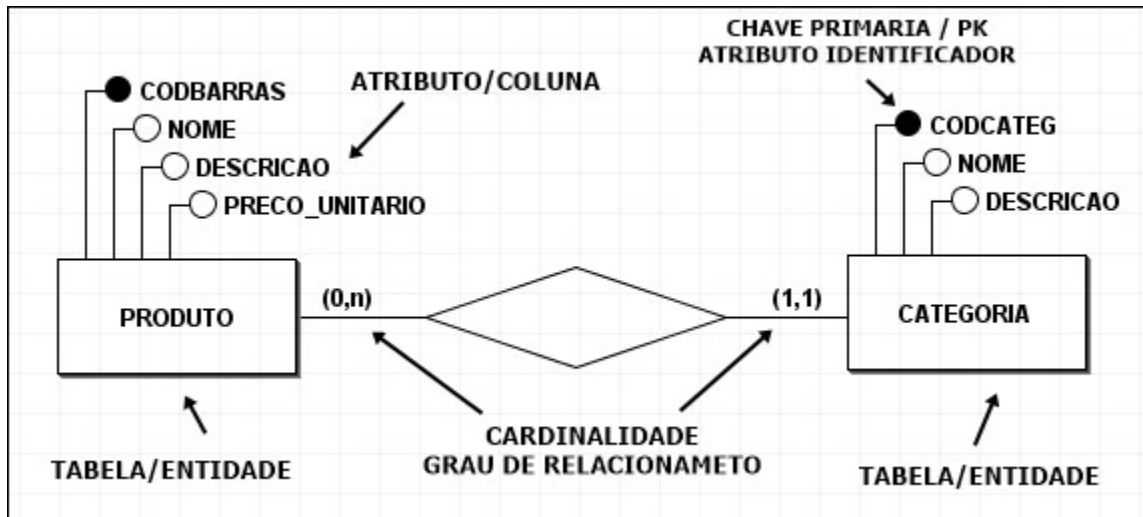 CHAVE PRIMARIA / PK
ATRIBUTO IDENTIFICADOR
ATRIBUTO/COLUNA
CODBARRAS
NOME
DESCRICAO
PRECO_UNITARIO
CODCATEG
NOME
DESCRICAO
PRODUTO
(0,n)
(1,1)
CATEGORIA
CARDINALIDADE
GRAU DE RELACIONAMETO
TABELA/ENTIDADE
TABELA/ENTIDADE